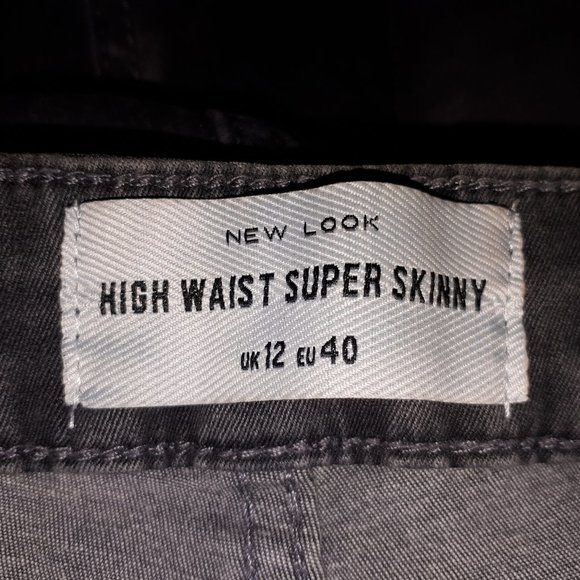 NEW LOOK
HIGH WAIST SUPER SKINNY
UK 12 EU 40